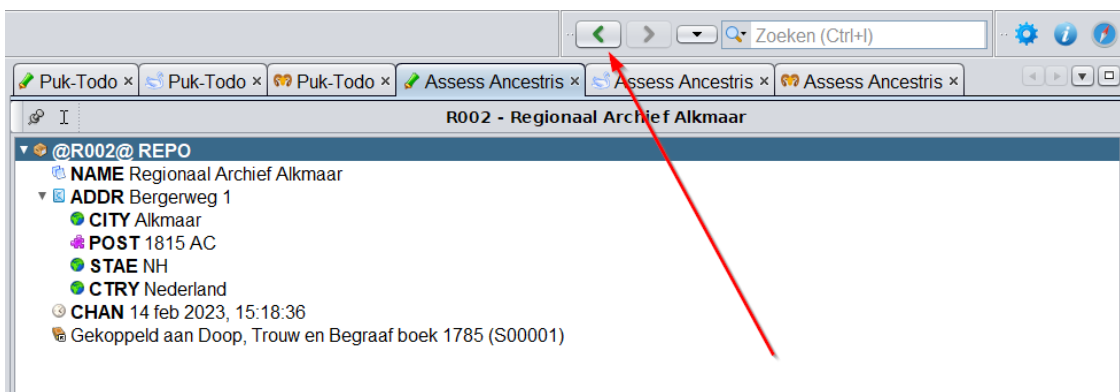 Zoeken (Ctrl+I)
Puk-Todo × Puk-Todo × Puk-Todo × Assess Ancestris × Assess Ancestris × Assess Ancestris ×
R002 - Regionaal Archief Alkmaar
@R002@ REPO
NAME Regionaal Archief Alkmaar
ADDR Bergerweg 1
CITY Alkmaar
POST 1815 AC
STAE NH
CTRY Nederland
CHAN 14 feb 2023, 15:18:36
Gekoppeld aan Doop, Trouw en Begraaf boek 1785 (S00001)